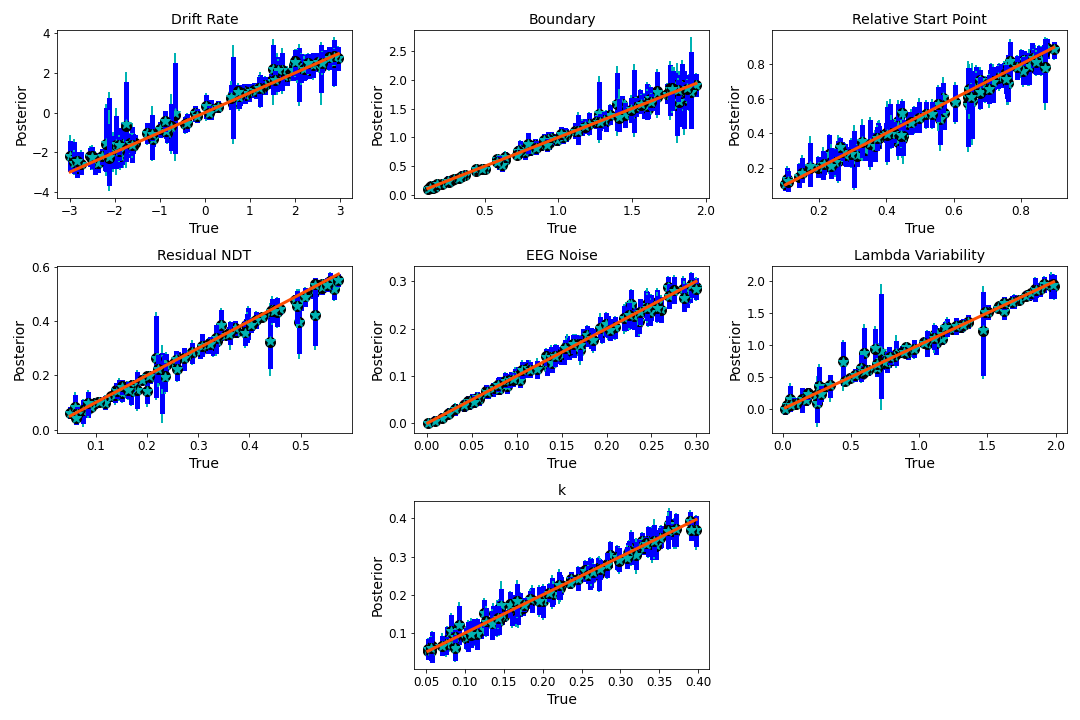 Drift Rate
Posterior
4
2
0
−2
−4
−3 −2 −1 0 1 2 3
True
Boundary
Posterior
2.5
2.0
1.5
1.0
0.5
0.0
0.5 1.0 1.5 2.0
True
Relative Start Point
Posterior
0.8
0.6
0.4
0.2
0.2 0.4 0.6 0.8
True
Residual NDT
Posterior
0.6
0.4
0.2
0.0
0.1 0.2 0.3 0.4 0.5
True
EEG Noise
Posterior
0.3
0.2
0.1
0.0
0.00 0.05 0.10 0.15 0.20 0.25 0.30
True
Lambda Variability
Posterior
2.0
1.5
1.0
0.5
0.0
0.0 0.5 1.0 1.5 2.0
True
k
Posterior
0.4
0.3
0.2
0.1
0.05 0.10 0.15 0.20 0.25 0.30 0.35 0.40
True